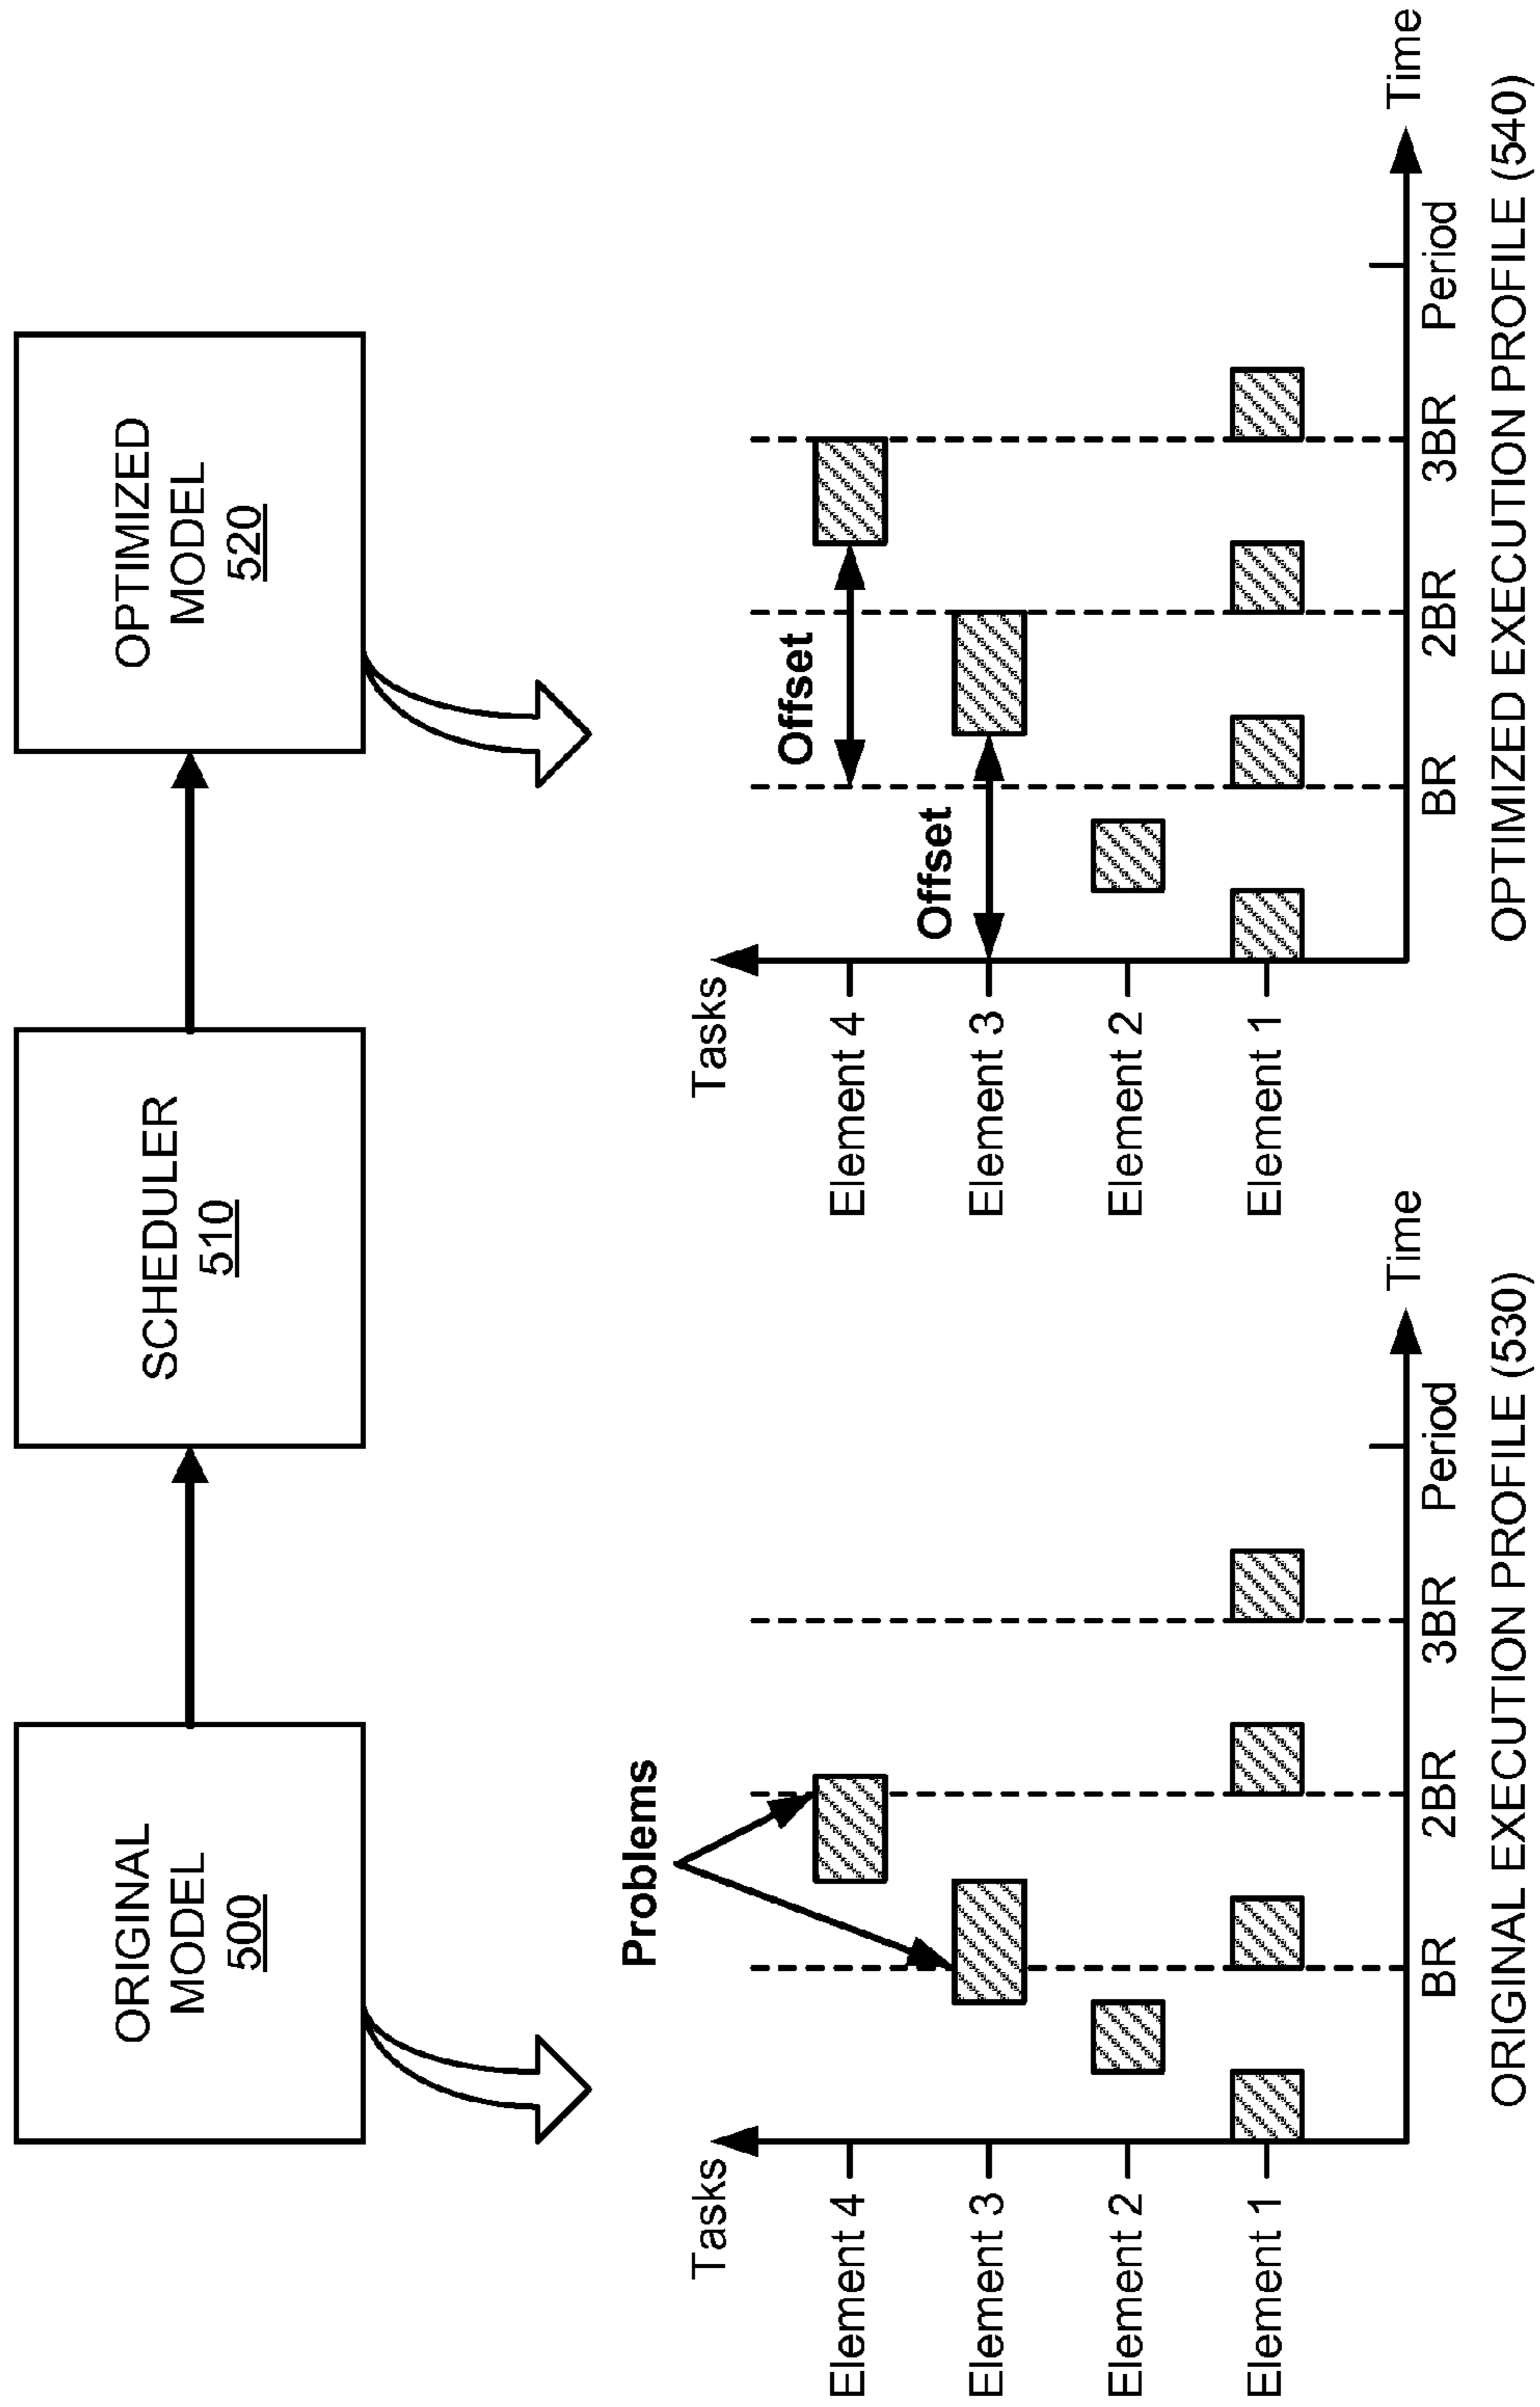 ORIGINAL
MODEL
500
SCHEDULER
510
OPTIMIZED
MODEL
520
Problems
Tasks
Element 4
Element 3
Element 2
Element 1
BR 2BR 3BR Period
Time
ORIGINAL EXECUTION PROFILE (530)
Tasks
Offset
Offset
Element 4
Element 3
Element 2
Element 1
BR 2BR 3BR Period
Time
OPTIMIZED EXECUTION PROFILE (540)